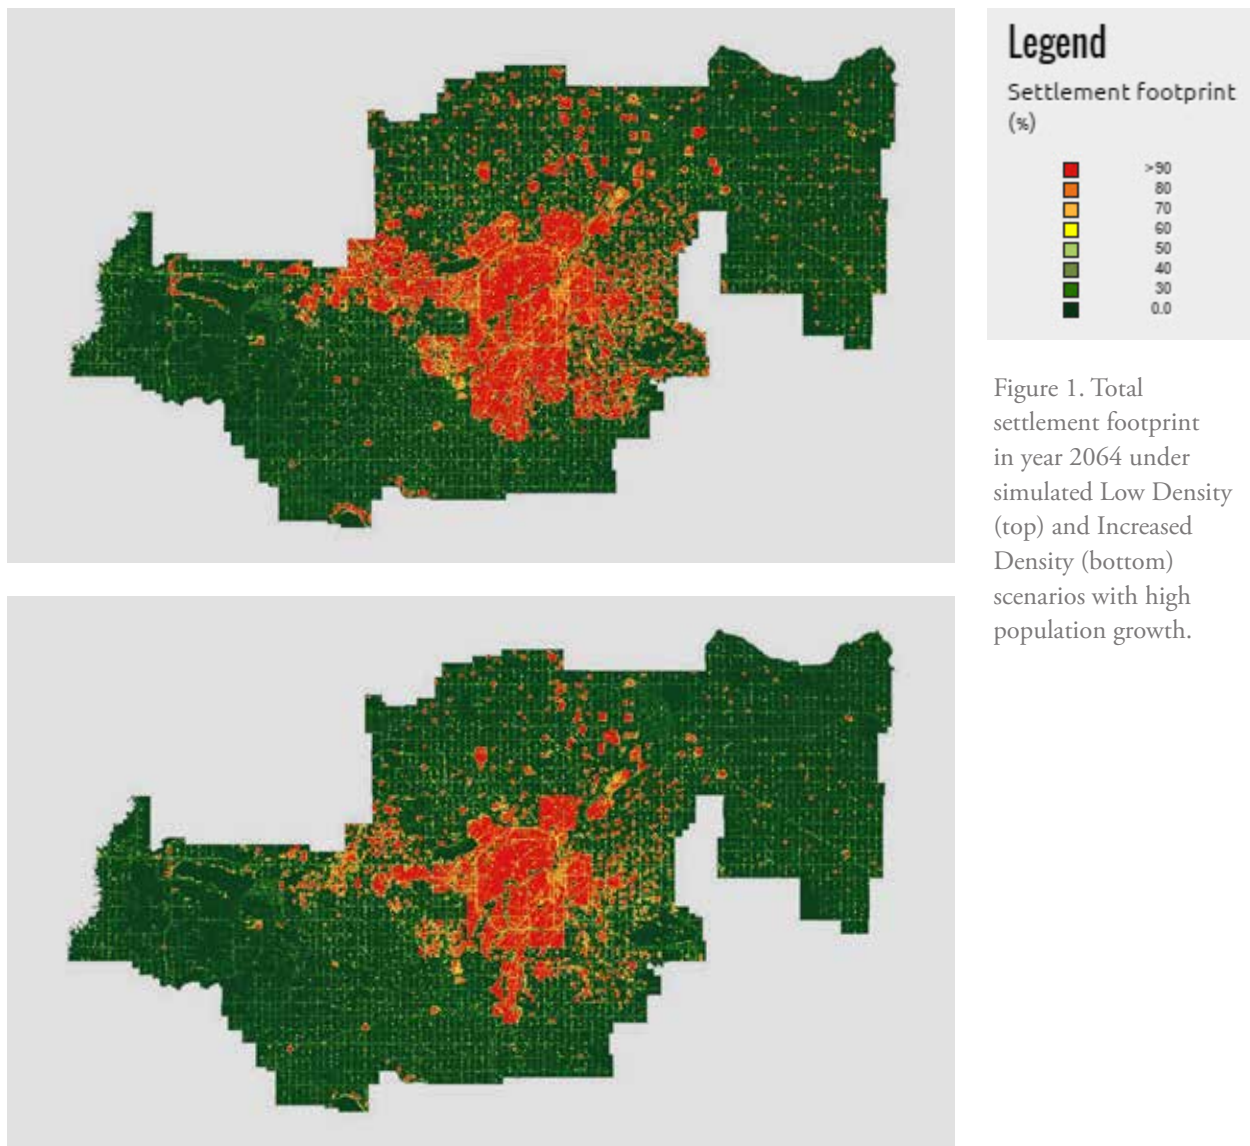 Legend
Settlement footprint
(%)
>90
80
70
60
50
40
30
0.0
Figure 1. Total
settlement footprint
in year 2064 under
simulated Low Density
(top) and Increased
Density (bottom)
scenarios with high
population growth.